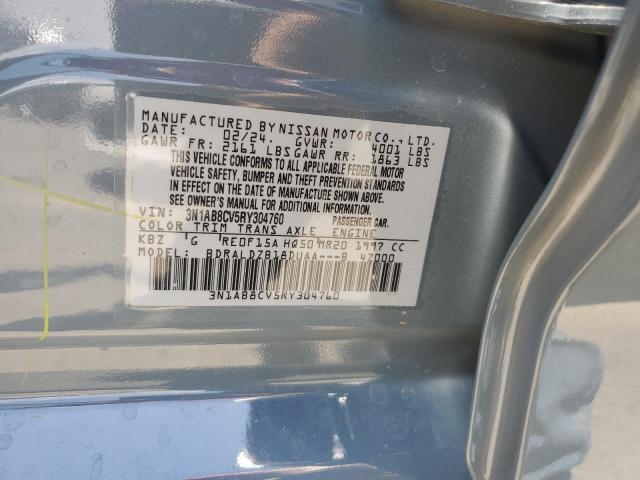 MANUFACTURED BY NISSAN MOTOR CO., LTD.
DATE: 02/24 GVWR: 4001 LBS
GAWR FR: 2161 LBS GAWR RR: 1863 LBS
THIS VEHICLE CONFORMS TO ALL APPLICABLE FEDERAL MOTOR
VEHICLE SAFETY, BUMPER, AND THEFT PREVENTION STANDARDS
IN EFFECT ON THE DATE OF MANUFACTURE SHOWN ABOVE.
SEE OWNER'S MANUAL FOR ADDITIONAL INFORMATION.
VIN: 3N1AB8CV5RY304760 PASSENGER CAR.
COLOR TRIM TRANS AXLE ENGINE
KBZ G RE0F15A HG50 MR20 1997 CC
MODEL: BDRALDZB18DUAA---B 47000
3N1AB8CV5RY304760